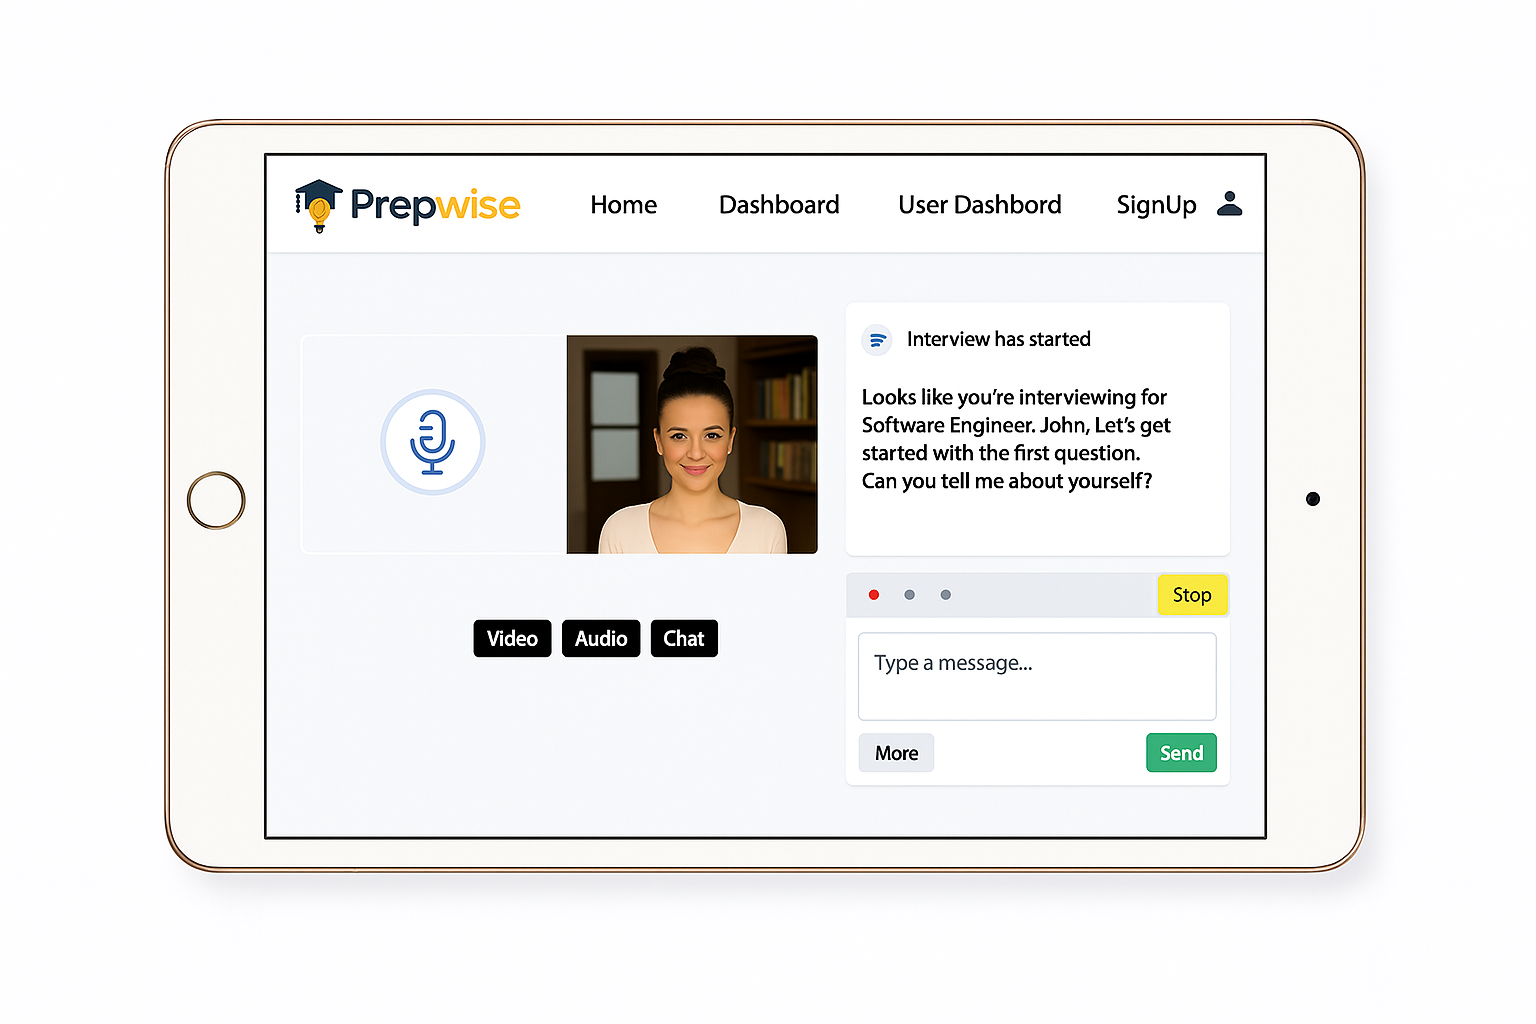 Prepwise
Home
Dashboard
User Dashbord
SignUp
Interview has started
Looks like you’re interviewing for
Software Engineer. John, Let’s get
started with the first question.
Can you tell me about yourself?
Stop
Video
Audio
Chat
Type a message...
More
Send